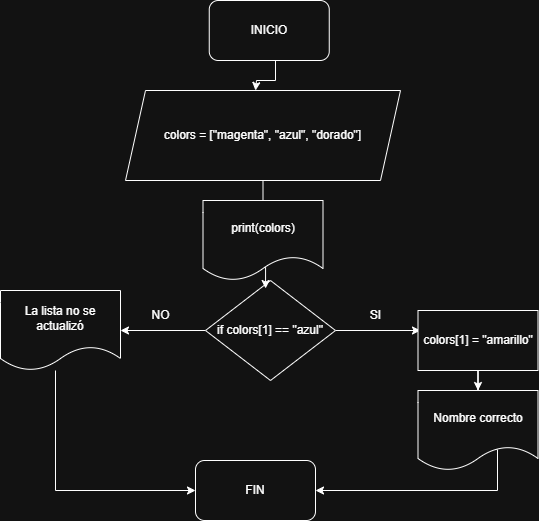 INICIO
colors = ["magenta", "azul", "dorado"]
print(colors)
La lista no se
actualizó
NO
if colors[1] == "azul"
SI
colors[1] = "amarillo"
Nombre correcto
FIN